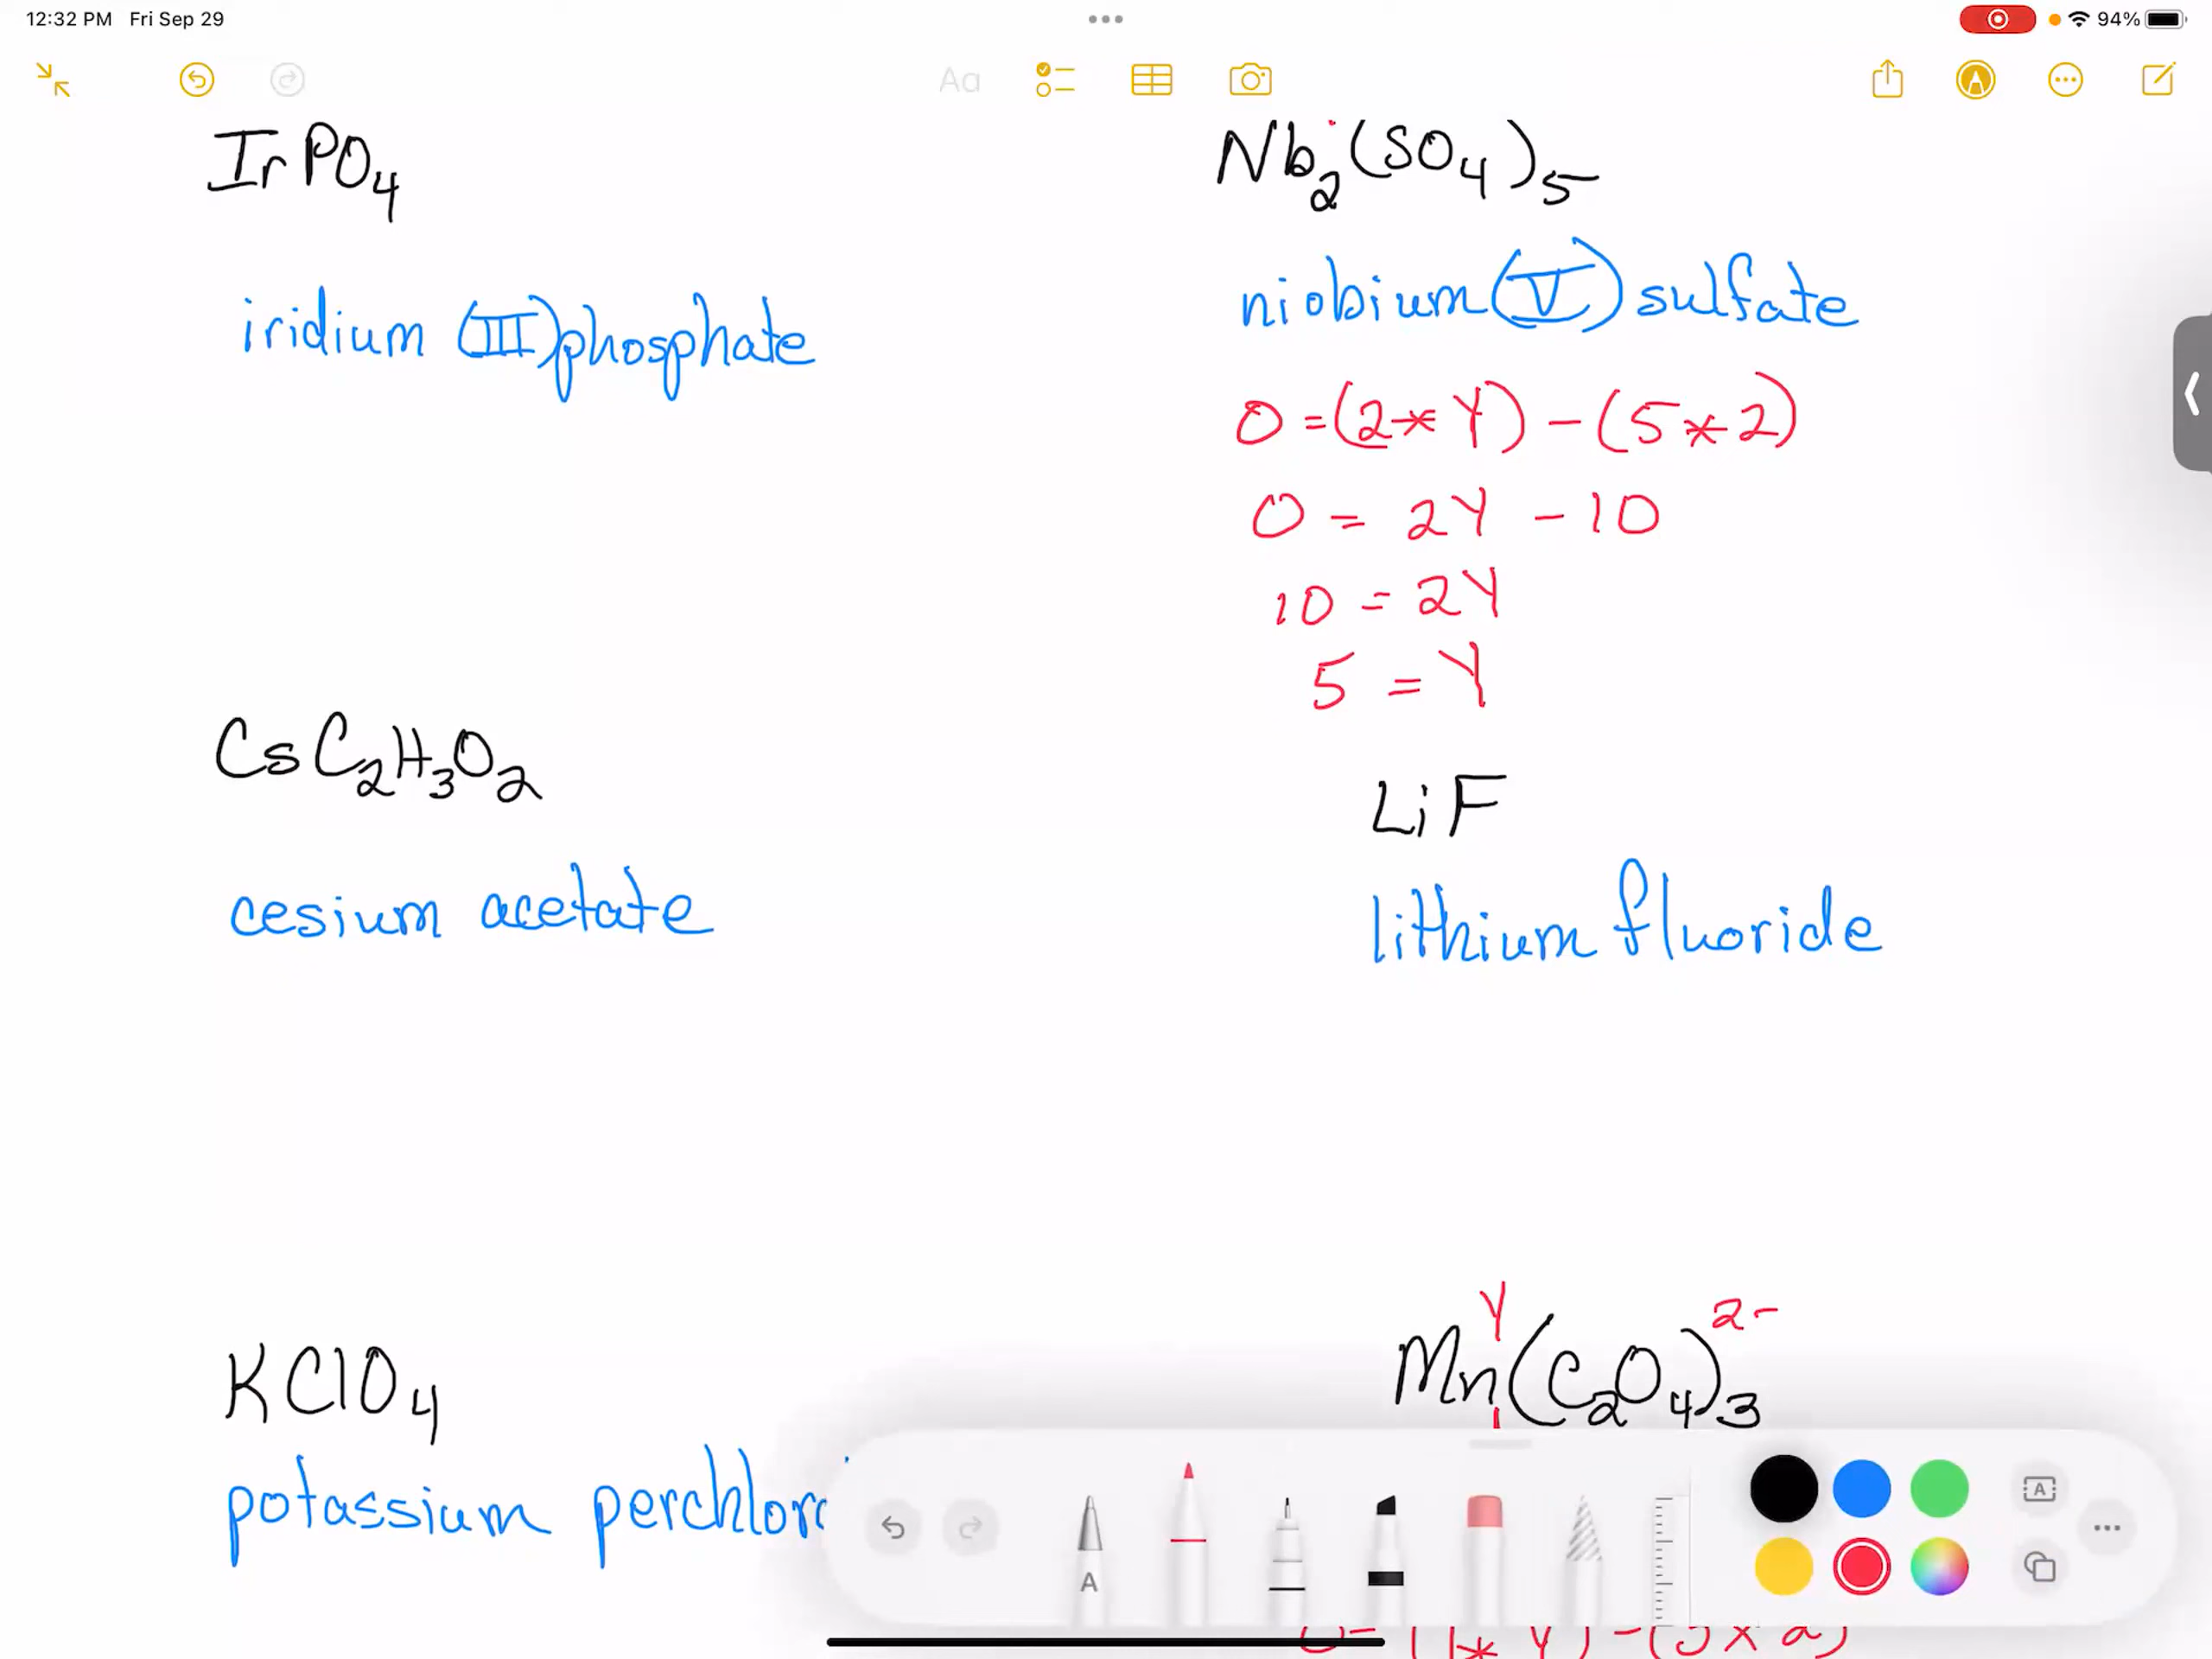 12:32 PM Fri Sep 29
94%
Aa
IrPO4
iridium (III) phosphate
Nb2(SO4)5
niobium (V) sulfate
0 = (2 * Y) - (5 * 2)
0 = 2Y - 10
10 = 2Y
5 = Y
CsC2H3O2
cesium acetate
LiF
lithium fluoride
KClO4
potassium
Y 2-
Mn(C2O4)3
A
A